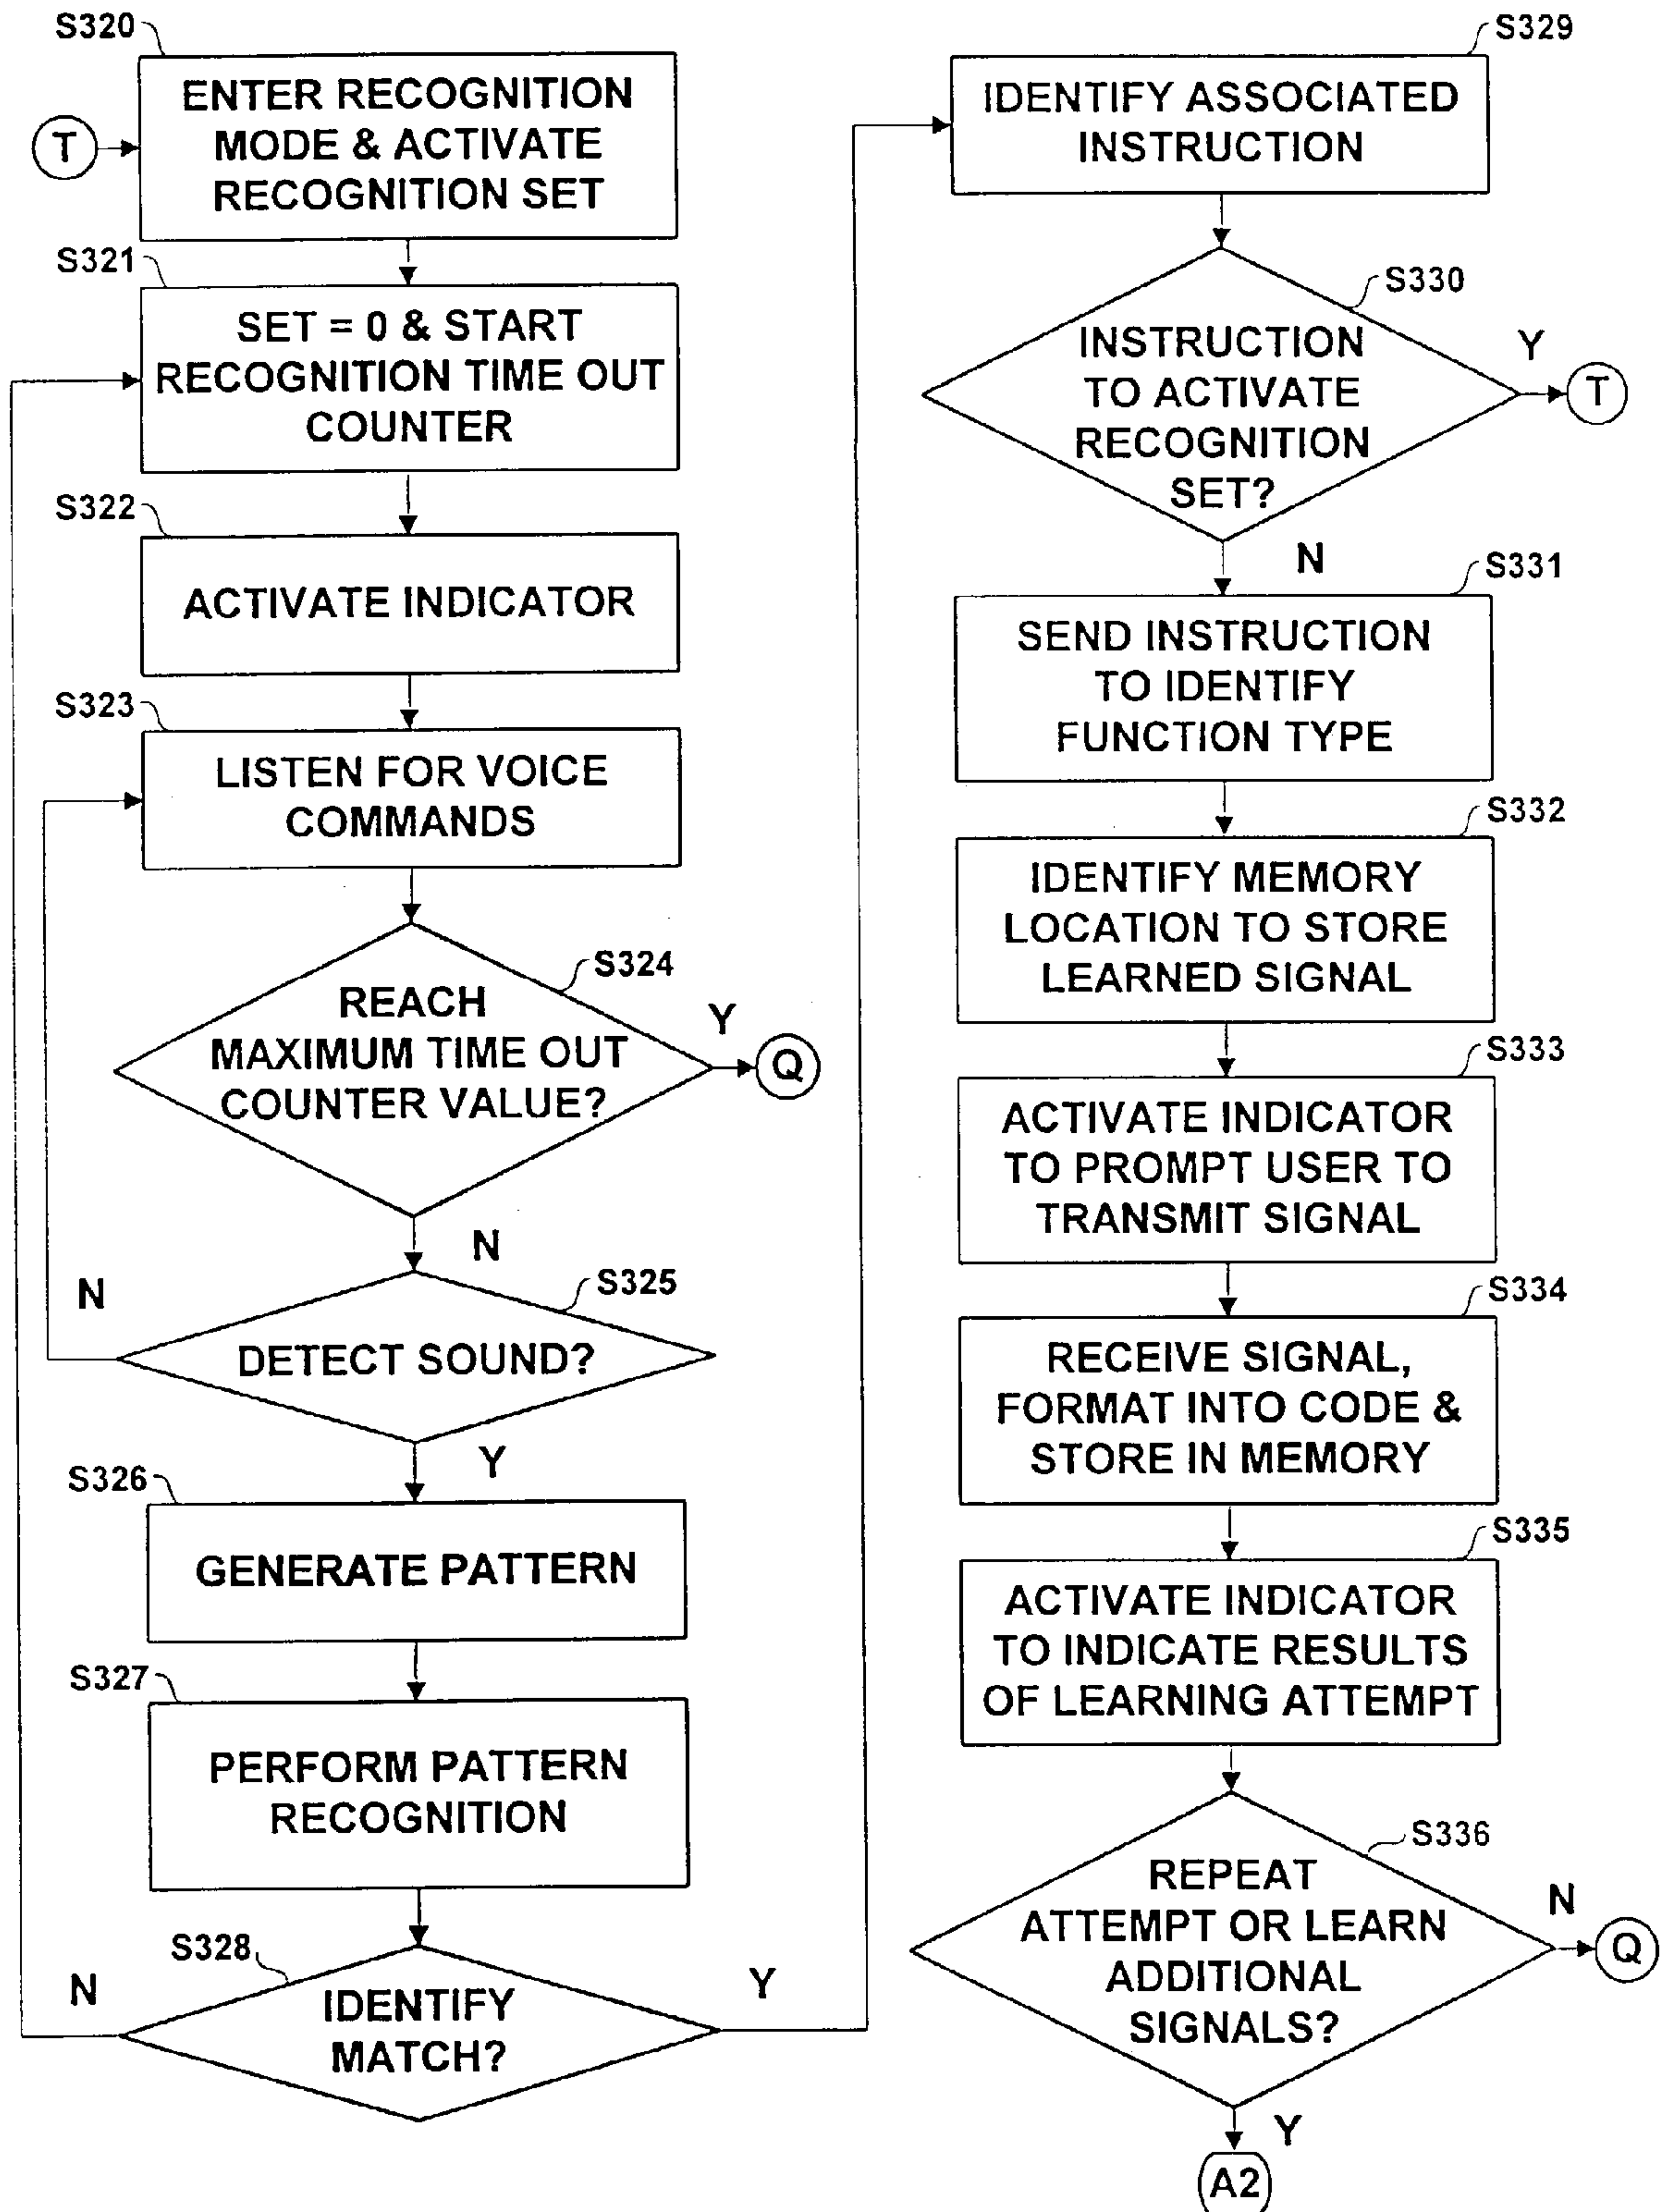 S320
ENTER RECOGNITION
MODE & ACTIVATE
RECOGNITION SET
T
S321
SET = 0 & START
RECOGNITION TIME OUT
COUNTER
S322
ACTIVATE INDICATOR
S323
LISTEN FOR VOICE
COMMANDS
S324
REACH
MAXIMUM TIME OUT
COUNTER VALUE?
Y
Q
N
S325
DETECT SOUND?
N
Y
S326
GENERATE PATTERN
S327
PERFORM PATTERN
RECOGNITION
S328
IDENTIFY
MATCH?
N
Y
S329
IDENTIFY ASSOCIATED
INSTRUCTION
S330
INSTRUCTION
TO ACTIVATE
RECOGNITION
SET?
Y
T
N
S331
SEND INSTRUCTION
TO IDENTIFY
FUNCTION TYPE
S332
IDENTIFY MEMORY
LOCATION TO STORE
LEARNED SIGNAL
S333
ACTIVATE INDICATOR
TO PROMPT USER TO
TRANSMIT SIGNAL
S334
RECEIVE SIGNAL,
FORMAT INTO CODE &
STORE IN MEMORY
S335
ACTIVATE INDICATOR
TO INDICATE RESULTS
OF LEARNING ATTEMPT
S336
REPEAT
ATTEMPT OR LEARN
ADDITIONAL
SIGNALS?
N
Q
Y
A2